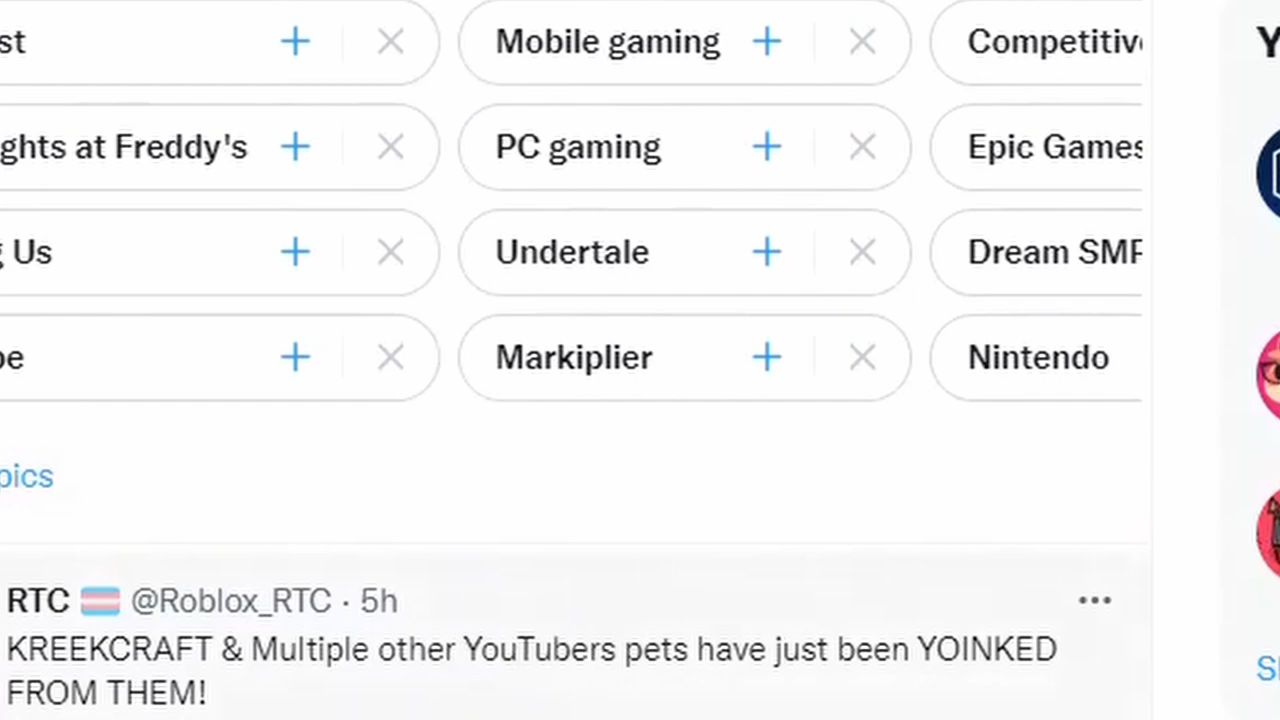 st
Mobile gaming
Competitive
ghts at Freddy's
PC gaming
Epic Games
g Us
Undertale
Dream SMP
be
Markiplier
Nintendo
pics
RTC @Roblox_RTC · 5h
KREEKCRAFT & Multiple other YouTubers pets have just been YOINKED
FROM THEM!
Y
S